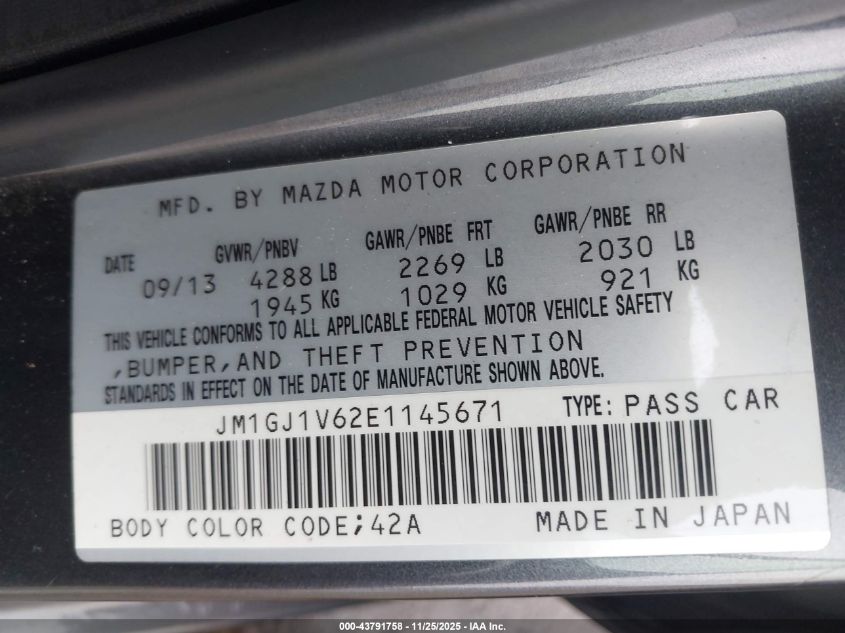 MFD. BY MAZDA MOTOR CORPORATION
DATE GVWR/PNBV GAWR/PNBE FRT GAWR/PNBE RR
09/13 4288 LB 2269 LB 2030 LB
1945 KG 1029 KG 921 KG
THIS VEHICLE CONFORMS TO ALL APPLICABLE FEDERAL MOTOR VEHICLE SAFETY
,BUMPER,AND THEFT PREVENTION
STANDARDS IN EFFECT ON THE DATE OF MANUFACTURE SHOWN ABOVE.
JM1GJ1V62E1145671 TYPE: PASS CAR
BODY COLOR CODE;42A MADE IN JAPAN
000-43791758 - 11/25/2025 - IAA Inc.